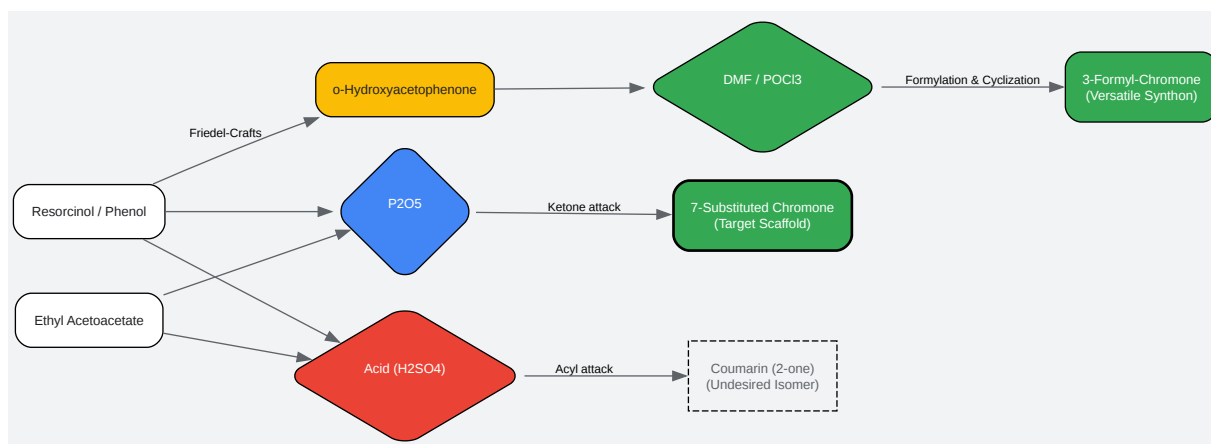 o-Hydroxyacetophenone
DMF / POCl3
Formylation & Cyclization
3-Formyl-Chromone
(Versatile Synthon)
Friedel-Crafts
Resorcinol / Phenol
P2O5
Ketone attack
7-Substituted Chromone
(Target Scaffold)
Ethyl Acetoacetate
Acid (H2SO4)
Acyl attack
Coumarin (2-one)
(Undesired Isomer)